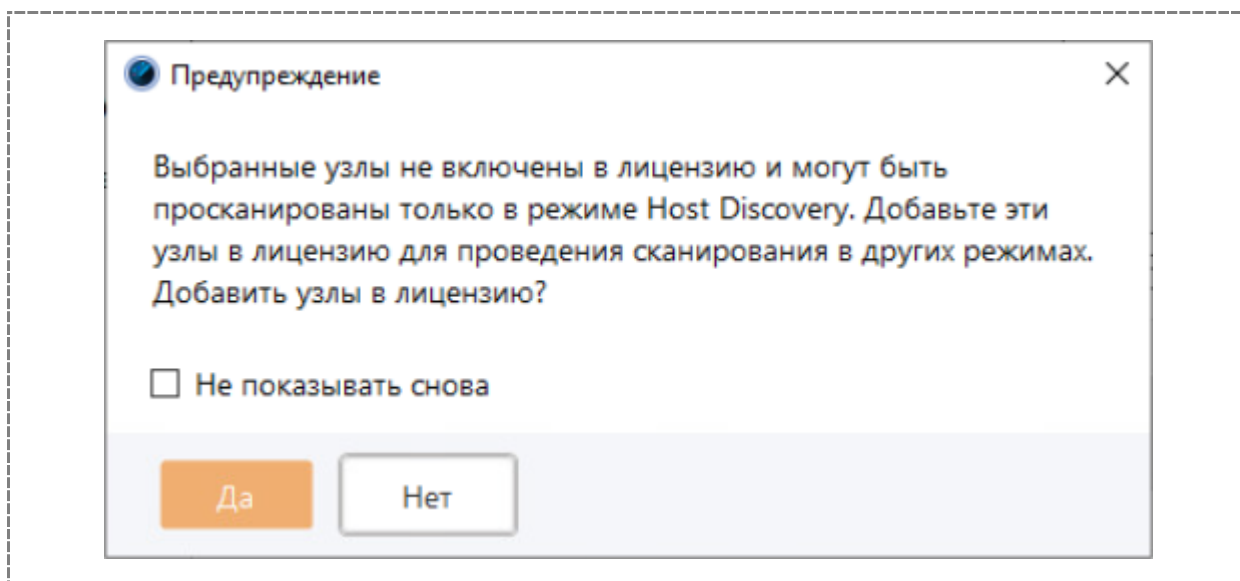 Предупреждение
Выбранные узлы не включены в лицензию и могут быть
просканированы только в режиме Host Discovery. Добавьте эти
узлы в лицензию для проведения сканирования в других режимах.
Добавить узлы в лицензию?
Не показывать снова
Да
Нет